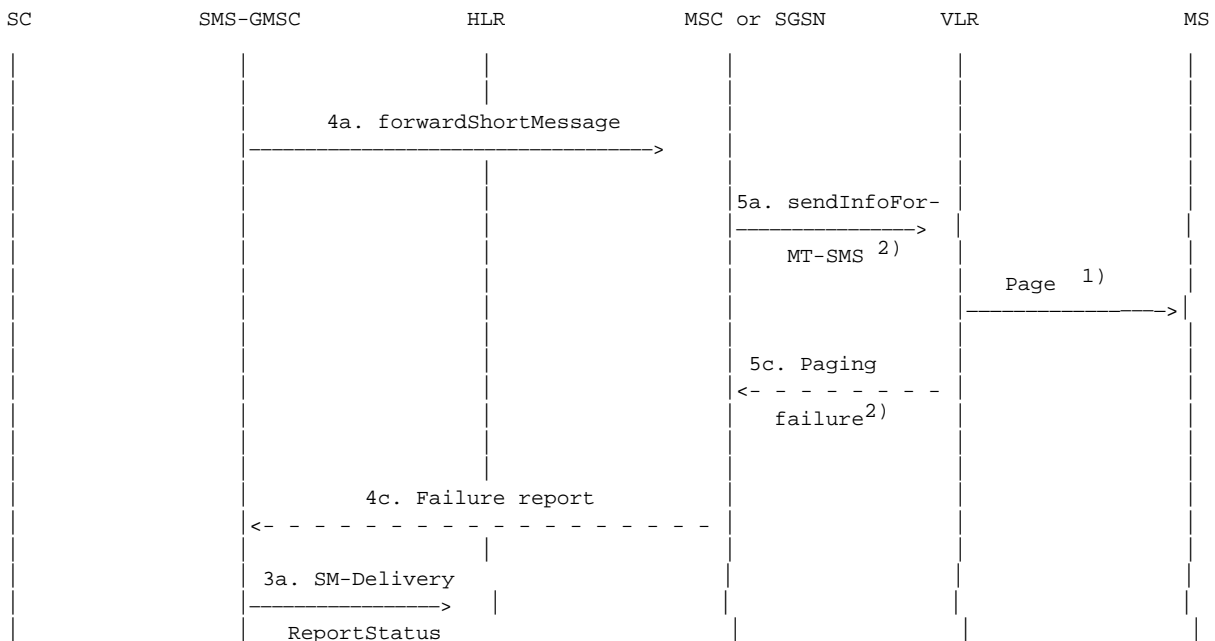 SC SMS-GMSC HLR MSC or SGSN VLR MS
4a. forwardShortMessage
5a. sendInfoFor-
MT-SMS 2)
Page 1)
5c. Paging
failure2)
4c. Failure report
3a. SM-Delivery
ReportStatus